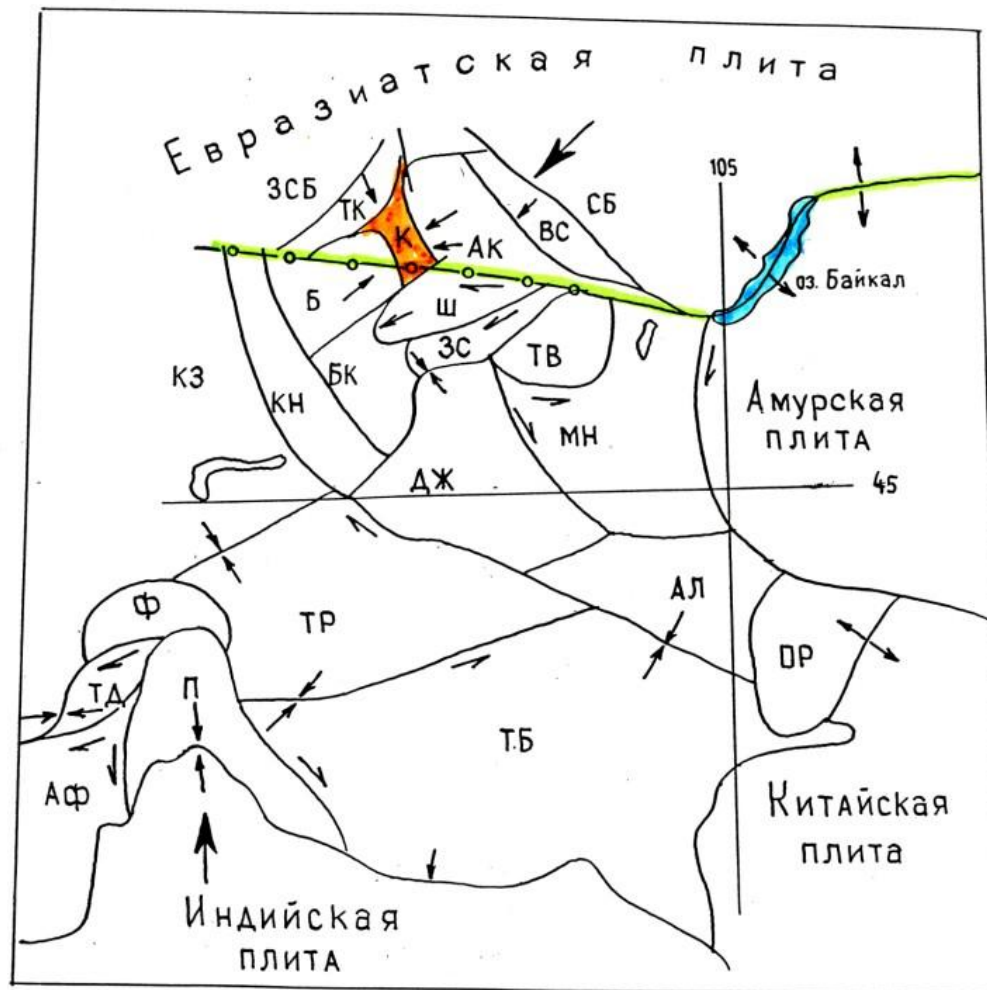 Евразиатская плита
105
ЗСБ
ТК
К
АК
ВС
СБ
оз. Байкал
Б
Ш
ЗС
ТВ
КЗ
КН
БК
МН
Амурская
плита
ДЖ
45
Ф
ТР
АЛ
ОР
ТД
П
ТБ
АФ
Китайская
плита
Индийская
плита